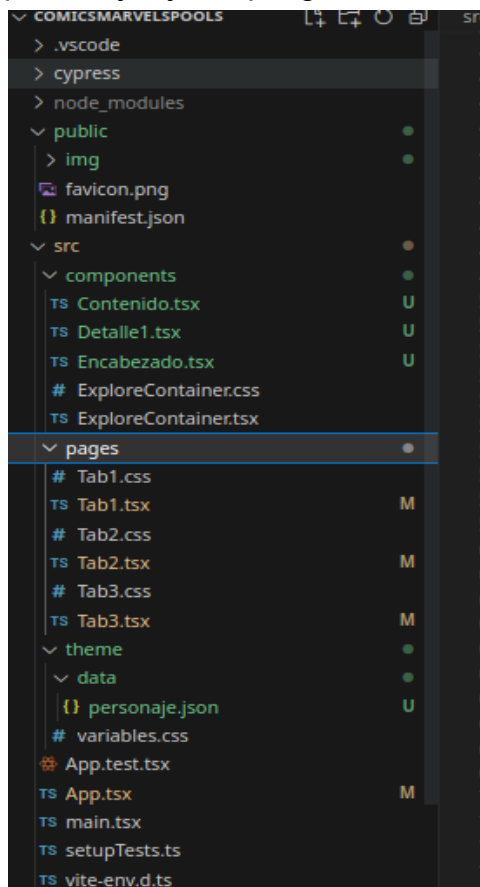 COMICSMARVELSPOOLS
sr
.vscode
cypress
node_modules
public
img
favicon.png
{} manifest.json
src
components
TS Contenido.tsx U
TS Detalle1.tsx U
TS Encabezado.tsx U
# ExploreContainer.css
TS ExploreContainer.tsx
pages
# Tab1.css
TS Tab1.tsx M
# Tab2.css
TS Tab2.tsx M
# Tab3.css
TS Tab3.tsx M
theme
data
{} personaje.json U
# variables.css
App.test.tsx
TS App.tsx M
TS main.tsx
TS setupTests.ts
TS vite-env.d.ts